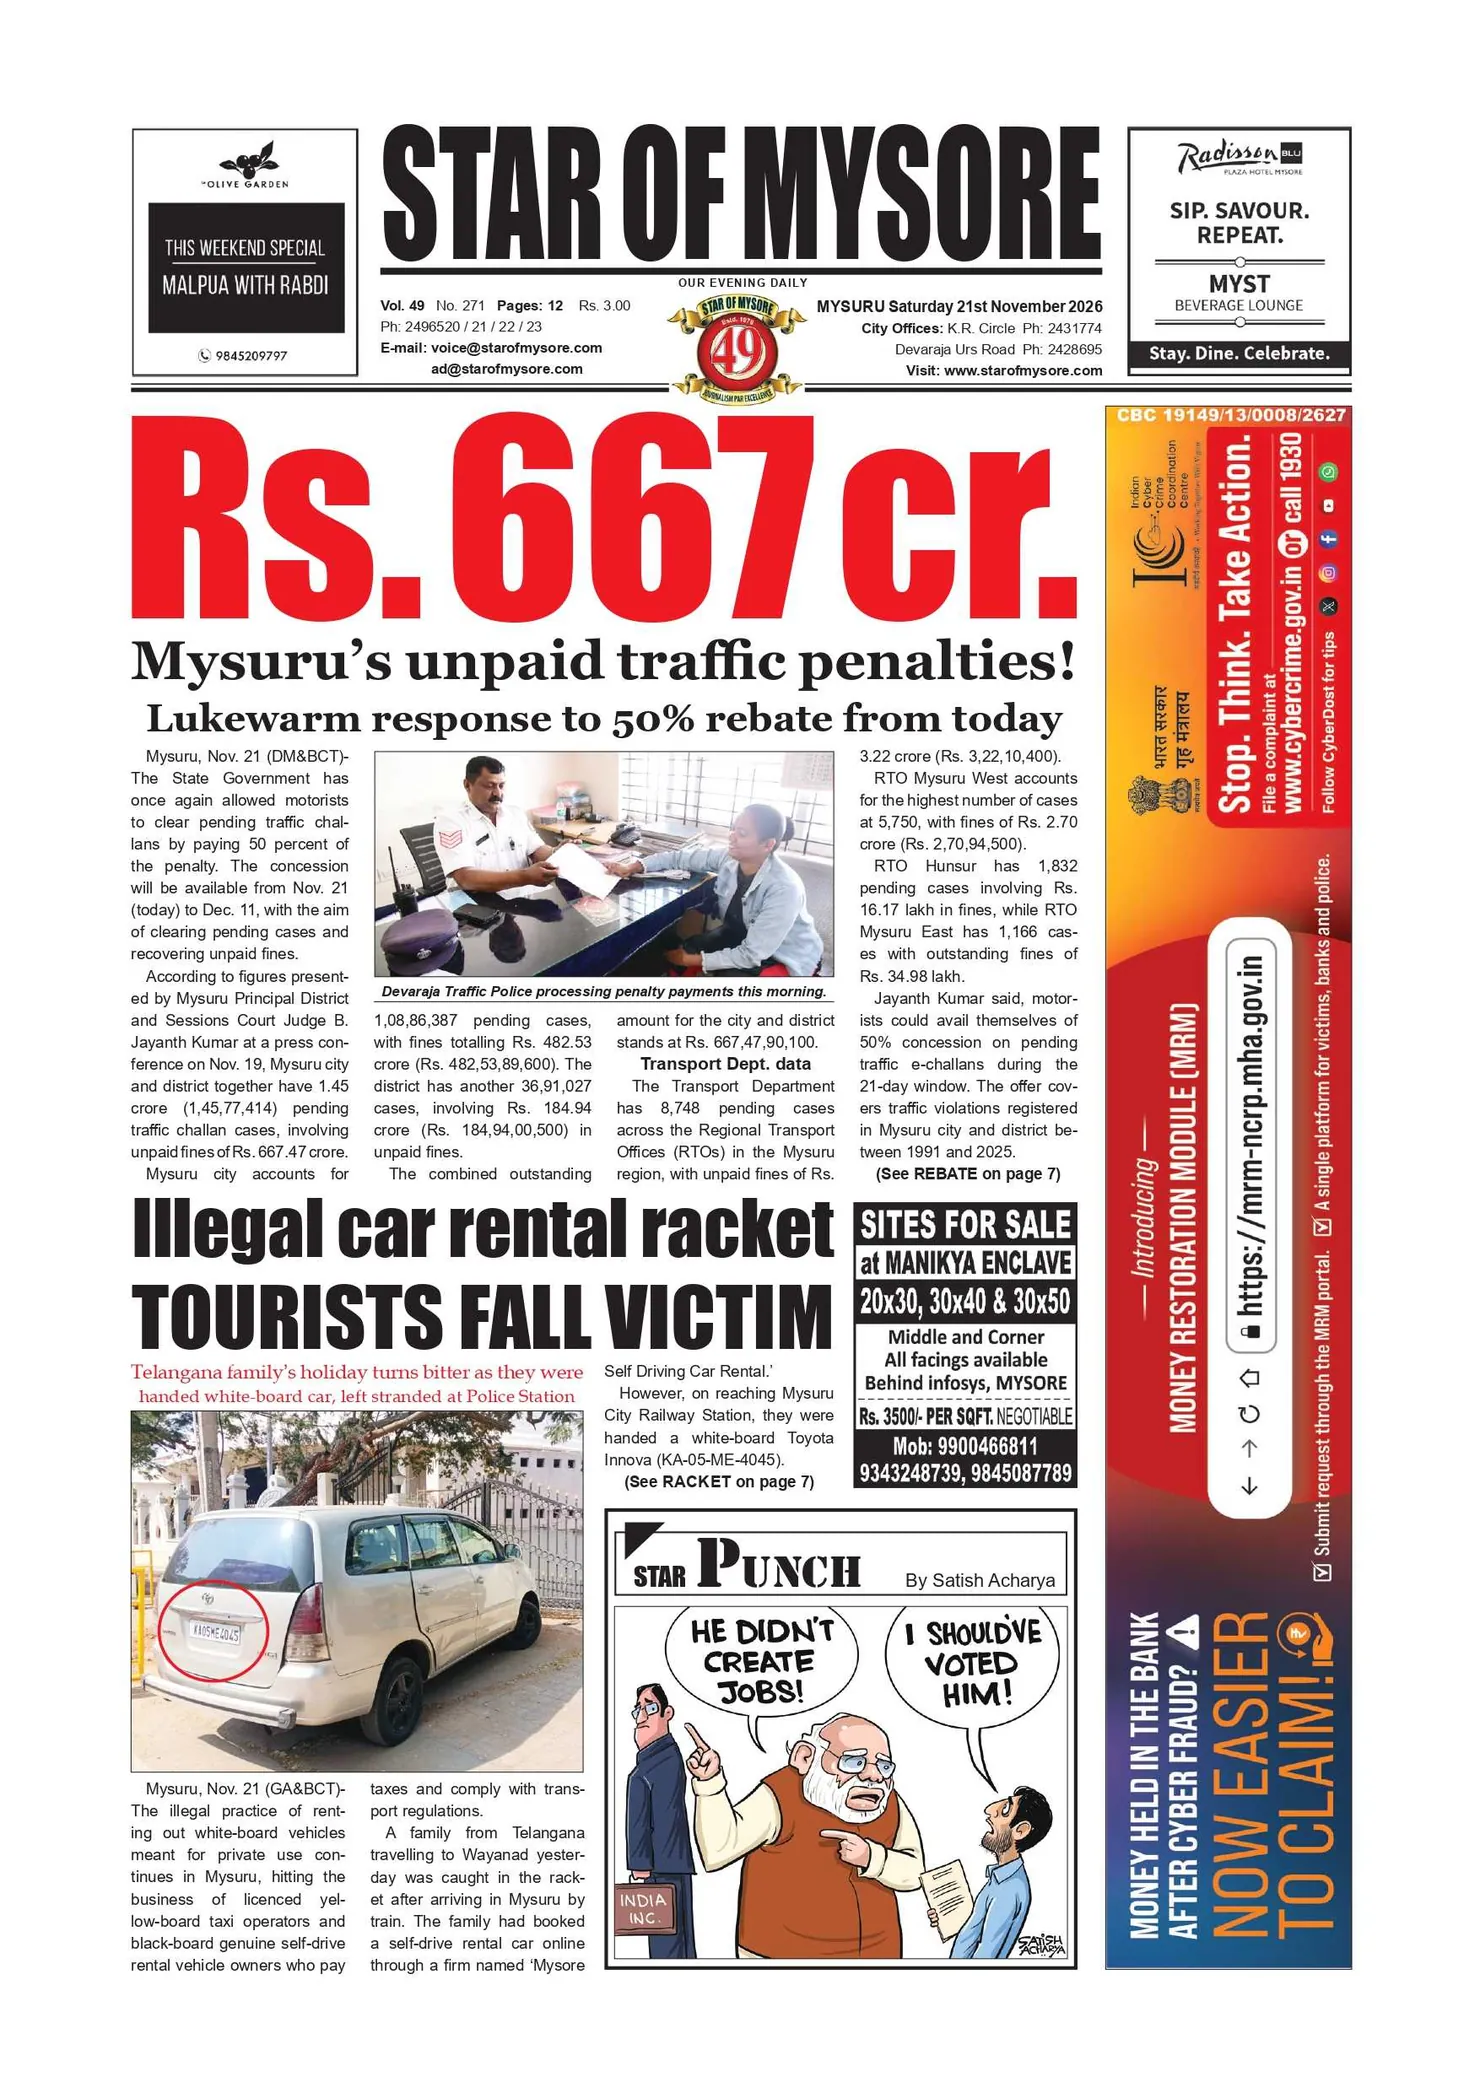 THE OLIVE GARDEN
THIS WEEKEND SPECIAL
MALPUA WITH RABDI
9845209797
STAR OF MYSORE
OUR EVENING DAILY
Vol. 49 No. 271 Pages: 12 Rs. 3.00
Ph: 2496520 / 21 / 22 / 23
E-mail: voice@starofmysore.com
ad@starofmysore.com
STAR OF MYSORE
Estd. 1978
49
JOURNALISM PAR EXCELLENCE
MYSURU Saturday 21st November 2026
City Offices: K.R. Circle Ph: 2431774
Devaraja Urs Road Ph: 2428695
Visit: www.starofmysore.com
Radisson BLU
PLAZA HOTEL MYSORE
SIP. SAVOUR.
REPEAT.
MYST
BEVERAGE LOUNGE
Stay. Dine. Celebrate.
Rs. 667 cr.
Mysuru’s unpaid traffic penalties!
Lukewarm response to 50% rebate from today
Mysuru, Nov. 21 (DM&BCT)-
The State Government has
once again allowed motorists
to clear pending traffic chal-
lans by paying 50 percent of
the penalty. The concession
will be available from Nov. 21
(today) to Dec. 11, with the aim
of clearing pending cases and
recovering unpaid fines.
According to figures present-
ed by Mysuru Principal District
and Sessions Court Judge B.
Jayanth Kumar at a press con-
ference on Nov. 19, Mysuru city
and district together have 1.45
crore (1,45,77,414) pending
traffic challan cases, involving
unpaid fines of Rs. 667.47 crore.
Mysuru city accounts for
Devaraja Traffic Police processing penalty payments this morning.
1,08,86,387 pending cases,
with fines totalling Rs. 482.53
crore (Rs. 482,53,89,600). The
district has another 36,91,027
cases, involving Rs. 184.94
crore (Rs. 184,94,00,500) in
unpaid fines.
The combined outstanding
amount for the city and district
stands at Rs. 667,47,90,100.
Transport Dept. data
The Transport Department
has 8,748 pending cases
across the Regional Transport
Offices (RTOs) in the Mysuru
region, with unpaid fines of Rs.
3.22 crore (Rs. 3,22,10,400).
RTO Mysuru West accounts
for the highest number of cases
at 5,750, with fines of Rs. 2.70
crore (Rs. 2,70,94,500).
RTO Hunsur has 1,832
pending cases involving Rs.
16.17 lakh in fines, while RTO
Mysuru East has 1,166 cas-
es with outstanding fines of
Rs. 34.98 lakh.
Jayanth Kumar said, motor-
ists could avail themselves of
50% concession on pending
traffic e-challans during the
21-day window. The offer cov-
ers traffic violations registered
in Mysuru city and district be-
tween 1991 and 2025.
(See REBATE on page 7)
Illegal car rental racket
TOURISTS FALL VICTIM
Telangana family’s holiday turns bitter as they were
handed white-board car, left stranded at Police Station
KA05ME4045
Mysuru, Nov. 21 (GA&BCT)-
The illegal practice of rent-
ing out white-board vehicles
meant for private use con-
tinues in Mysuru, hitting the
business of licenced yel-
low-board taxi operators and
black-board genuine self-drive
rental vehicle owners who pay
taxes and comply with trans-
port regulations.
A family from Telangana
travelling to Wayanad yester-
day was caught in the rack-
et after arriving in Mysuru by
train. The family had booked
a self-drive rental car online
through a firm named ‘Mysore
Self Driving Car Rental.’
However, on reaching Mysuru
City Railway Station, they were
handed a white-board Toyota
Innova (KA-05-ME-4045).
(See RACKET on page 7)
SITES FOR SALE
at MANIKYA ENCLAVE
20x30, 30x40 & 30x50
Middle and Corner
All facings available
Behind infosys, MYSORE
Rs. 3500/- PER SQFT. NEGOTIABLE
Mob: 9900466811
9343248739, 9845087789
STAR PUNCH
By Satish Acharya
HE DIDN'T
CREATE
JOBS!
I SHOULD'VE
VOTED
HIM!
INDIA
INC.
SATISH
ACHARYA
CBC 19149/13/0008/2627
MONEY HELD IN THE BANK
AFTER CYBER FRAUD?
NOW EASIER
TO CLAIM!
Introducing
MONEY RESTORATION MODULE (MRM)
https://mrm-ncrp.mha.gov.in
Submit request through the MRM portal.
A single platform for victims, banks and police.
भारत सरकार
गृह मंत्रालय
Indian
Cyber
Crime
Coordination
Centre
Stop. Think. Take Action.
File a complaint at
www.cybercrime.gov.in or call 1930
Follow CyberDost for tips